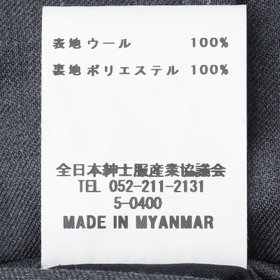 表地 ウール 100%
裏地 ポリエステル 100%
全日本紳士服産業協議会
TEL 052-211-2131
5-0400
MADE IN MYANMAR